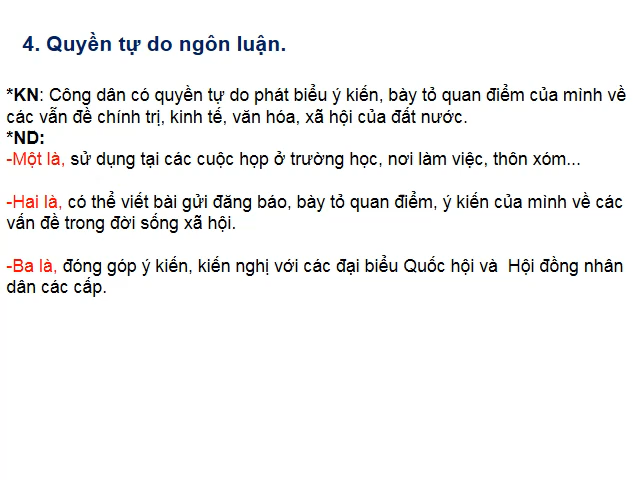 4. Quyền tự do ngôn luận.
*KN: Công dân có quyền tự do phát biểu ý kiến, bày tỏ quan điểm của mình về
các vẫn đề chính trị, kinh tế, văn hóa, xã hội của đất nước.
*ND:
-Một là, sử dụng tại các cuộc họp ở trường học, nơi làm việc, thôn xóm...
-Hai là, có thể viết bài gửi đăng báo, bày tỏ quan điểm, ý kiến của mình về các
vấn đề trong đời sống xã hội.
-Ba là, đóng góp ý kiến, kiến nghị với các đại biểu Quốc hội và Hội đồng nhân
dân các cấp.